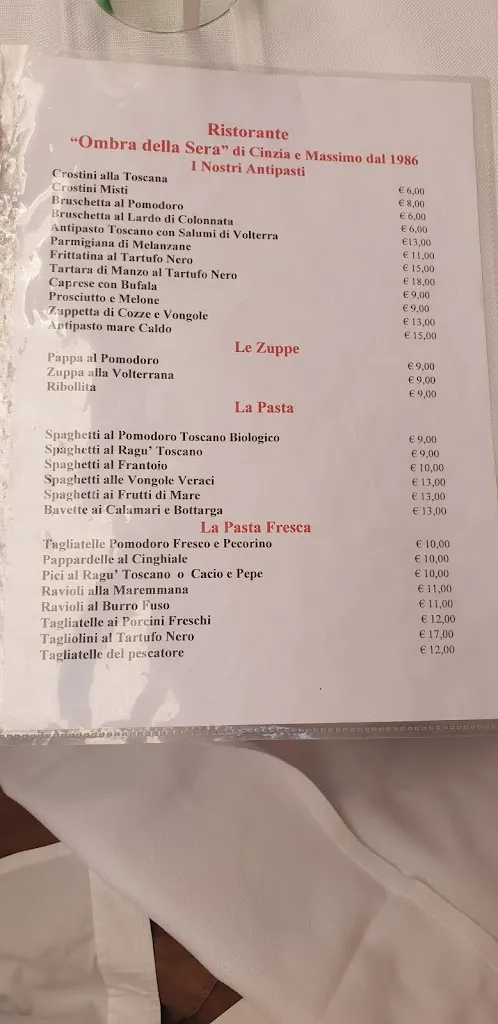 Ristorante
“Ombra della Sera” di Cinzia e Massimo dal 1986
I Nostri Antipasti
Crostini alla Toscana € 6,00
Crostini Misti € 8,00
Bruschetta al Pomodoro € 6,00
Bruschetta al Lardo di Colonnata € 6,00
Antipasto Toscano con Salumi di Volterra €13,00
Parmigiana di Melanzane € 11,00
Frittatina al Tartufo Nero € 15,00
Tartara di Manzo al Tartufo Nero € 18,00
Caprese con Bufala € 9,00
Prosciutto e Melone € 9,00
Zuppetta di Cozze e Vongole € 13,00
Antipasto mare Caldo € 15,00
Le Zuppe
Pappa al Pomodoro € 9,00
Zuppa alla Volterrana € 9,00
Ribollita € 9,00
La Pasta
Spaghetti al Pomodoro Toscano Biologico € 9,00
Spaghetti al Ragu’ Toscano € 9,00
Spaghetti al Frantoio € 10,00
Spaghetti alle Vongole Veraci € 13,00
Spaghetti ai Frutti di Mare € 13,00
Bavette ai Calamari e Bottarga € 13,00
La Pasta Fresca
Tagliatelle Pomodoro Fresco e Pecorino € 10,00
Pappardelle al Cinghiale € 10,00
Pici al Ragu’ Toscano o Cacio e Pepe € 10,00
Ravioli alla Maremmana € 11,00
Ravioli al Burro Fuso € 11,00
Tagliatelle ai Porcini Freschi € 12,00
Tagliolini al Tartufo Nero € 17,00
Tagliatelle del pescatore € 12,00